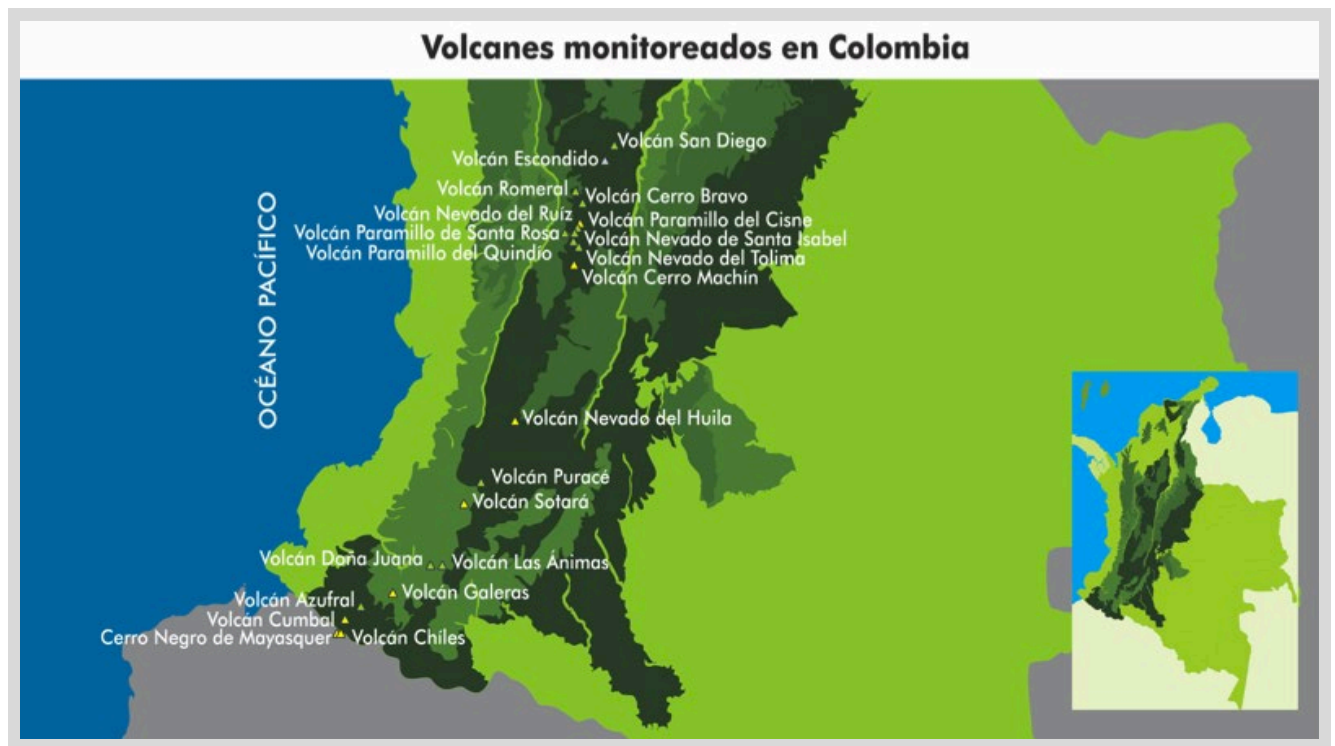 Volcanes monitoreados en Colombia
OCÉANO PACÍFICO
Volcán San Diego
Volcán Escondido
Volcán Romeral
Volcán Cerro Bravo
Volcán Nevado del Ruíz
Volcán Paramillo del Cisne
Volcán Paramillo de Santa Rosa
Volcán Nevado de Santa Isabel
Volcán Paramillo del Quindío
Volcán Nevado del Tolima
Volcán Cerro Machín
Volcán Nevado del Huila
Volcán Puracé
Volcán Sotará
Volcán Doña Juana
Volcán Las Ánimas
Volcán Galeras
Volcán Azufral
Volcán Cumbal
Cerro Negro de Mayasquer
Volcán Chíles